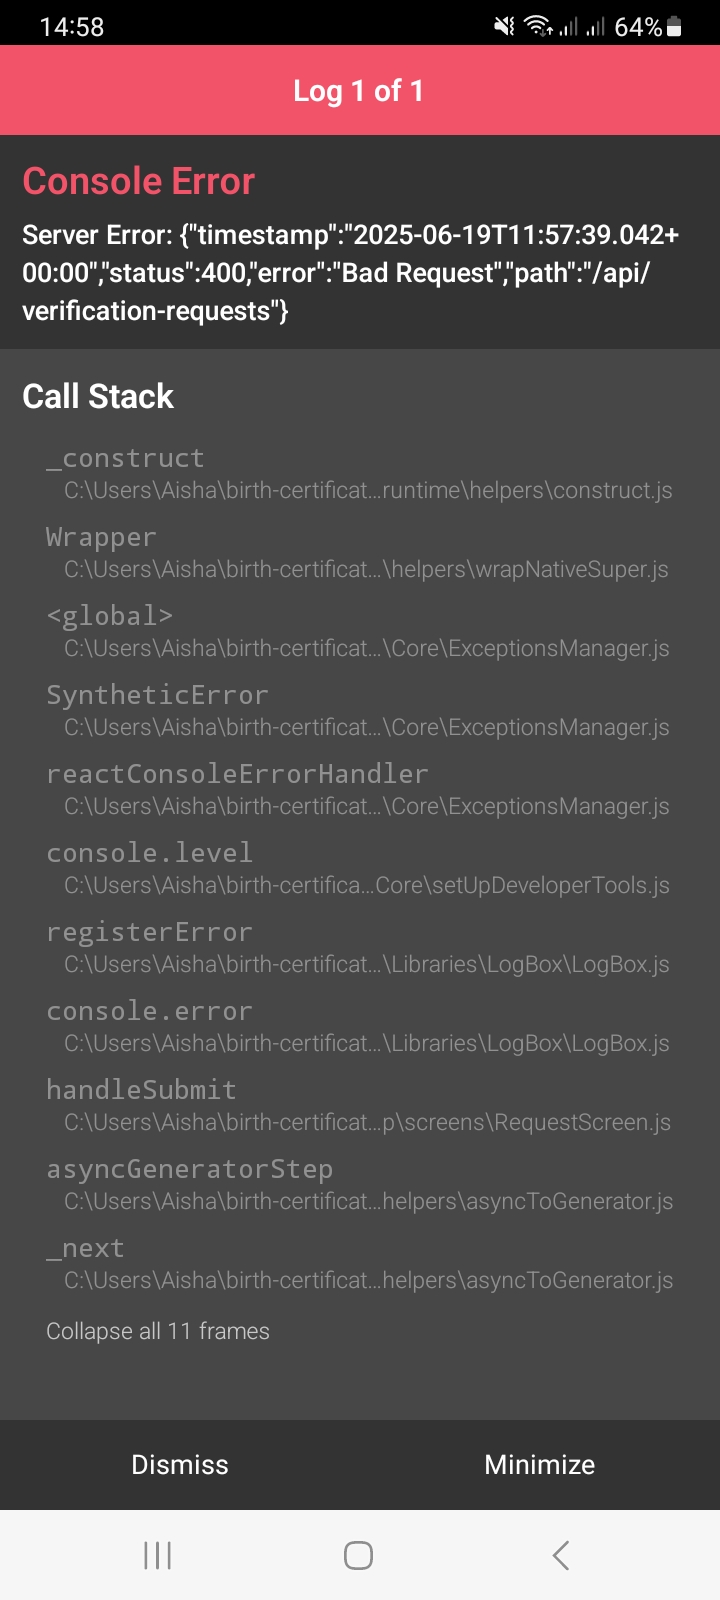 14:58
64%
Log 1 of 1
Console Error
Server Error: {"timestamp":"2025-06-19T11:57:39.042+
00:00","status":400,"error":"Bad Request","path":"/api/
verification-requests"}
Call Stack
_construct
C:\Users\Aisha\birth-certificat…runtime\helpers\construct.js
Wrapper
C:\Users\Aisha\birth-certificat…\helpers\wrapNativeSuper.js
<global>
C:\Users\Aisha\birth-certificat…\Core\ExceptionsManager.js
SyntheticError
C:\Users\Aisha\birth-certificat…\Core\ExceptionsManager.js
reactConsoleErrorHandler
C:\Users\Aisha\birth-certificat…\Core\ExceptionsManager.js
console.level
C:\Users\Aisha\birth-certifica…Core\setUpDeveloperTools.js
registerError
C:\Users\Aisha\birth-certificat…\Libraries\LogBox\LogBox.js
console.error
C:\Users\Aisha\birth-certificat…\Libraries\LogBox\LogBox.js
handleSubmit
C:\Users\Aisha\birth-certificat…p\screens\RequestScreen.js
asyncGeneratorStep
C:\Users\Aisha\birth-certificat…helpers\asyncToGenerator.js
_next
C:\Users\Aisha\birth-certificat…helpers\asyncToGenerator.js
Collapse all 11 frames
Dismiss
Minimize